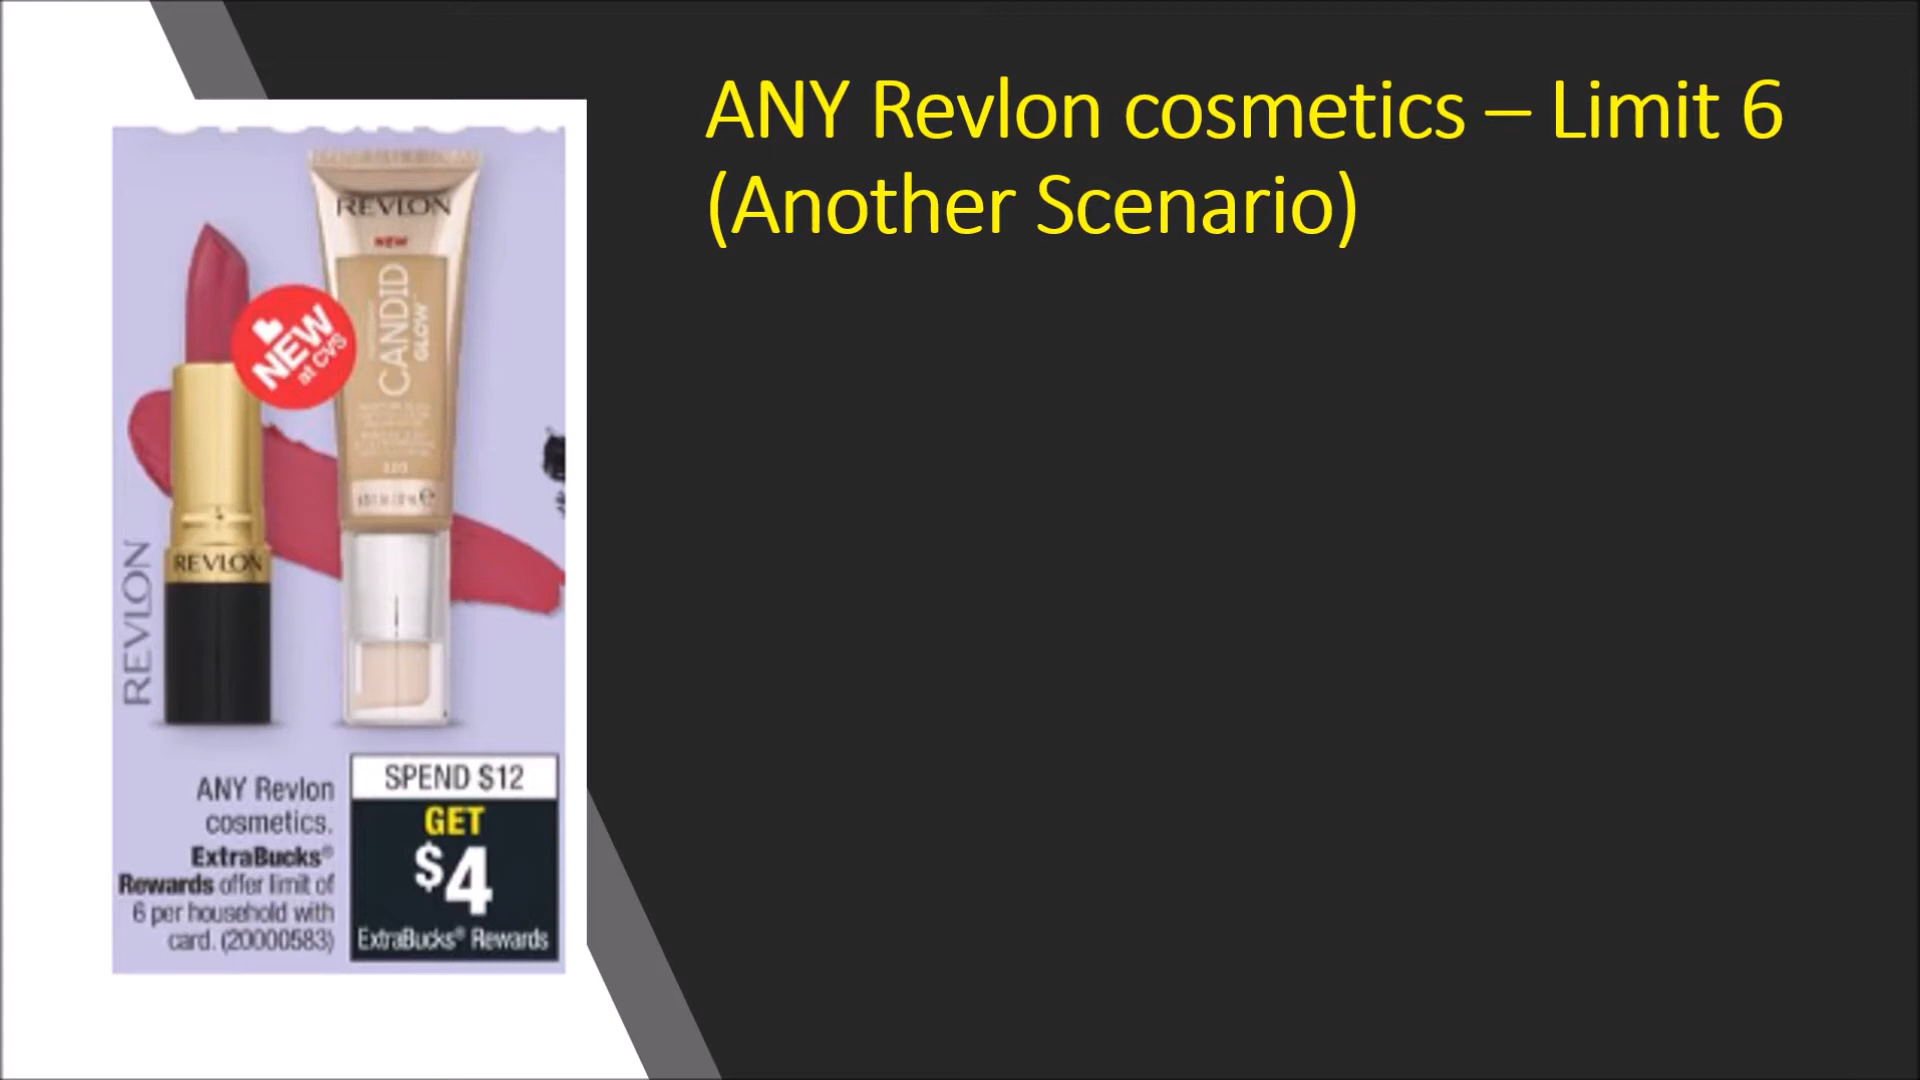 ANY Revlon cosmetics – Limit 6
(Another Scenario)
REVLON
NEW
CANDID
GLOW
NEW
at CVS
REVLON
REVLON
ANY Revlon
cosmetics.
ExtraBucks®
Rewards offer limit of
6 per household with
card. (20000583)
SPEND $12
GET
$4
ExtraBucks® Rewards